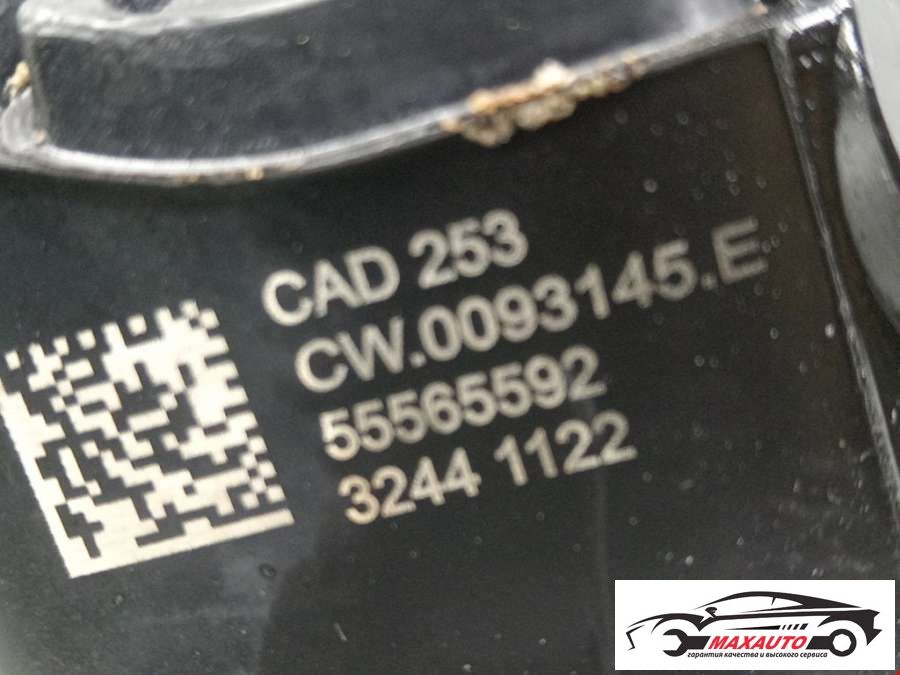 CAD 253
CW.0093145.E
55565592
3244 1122
MAXAUTO
гарантия качества и высокого сервиса